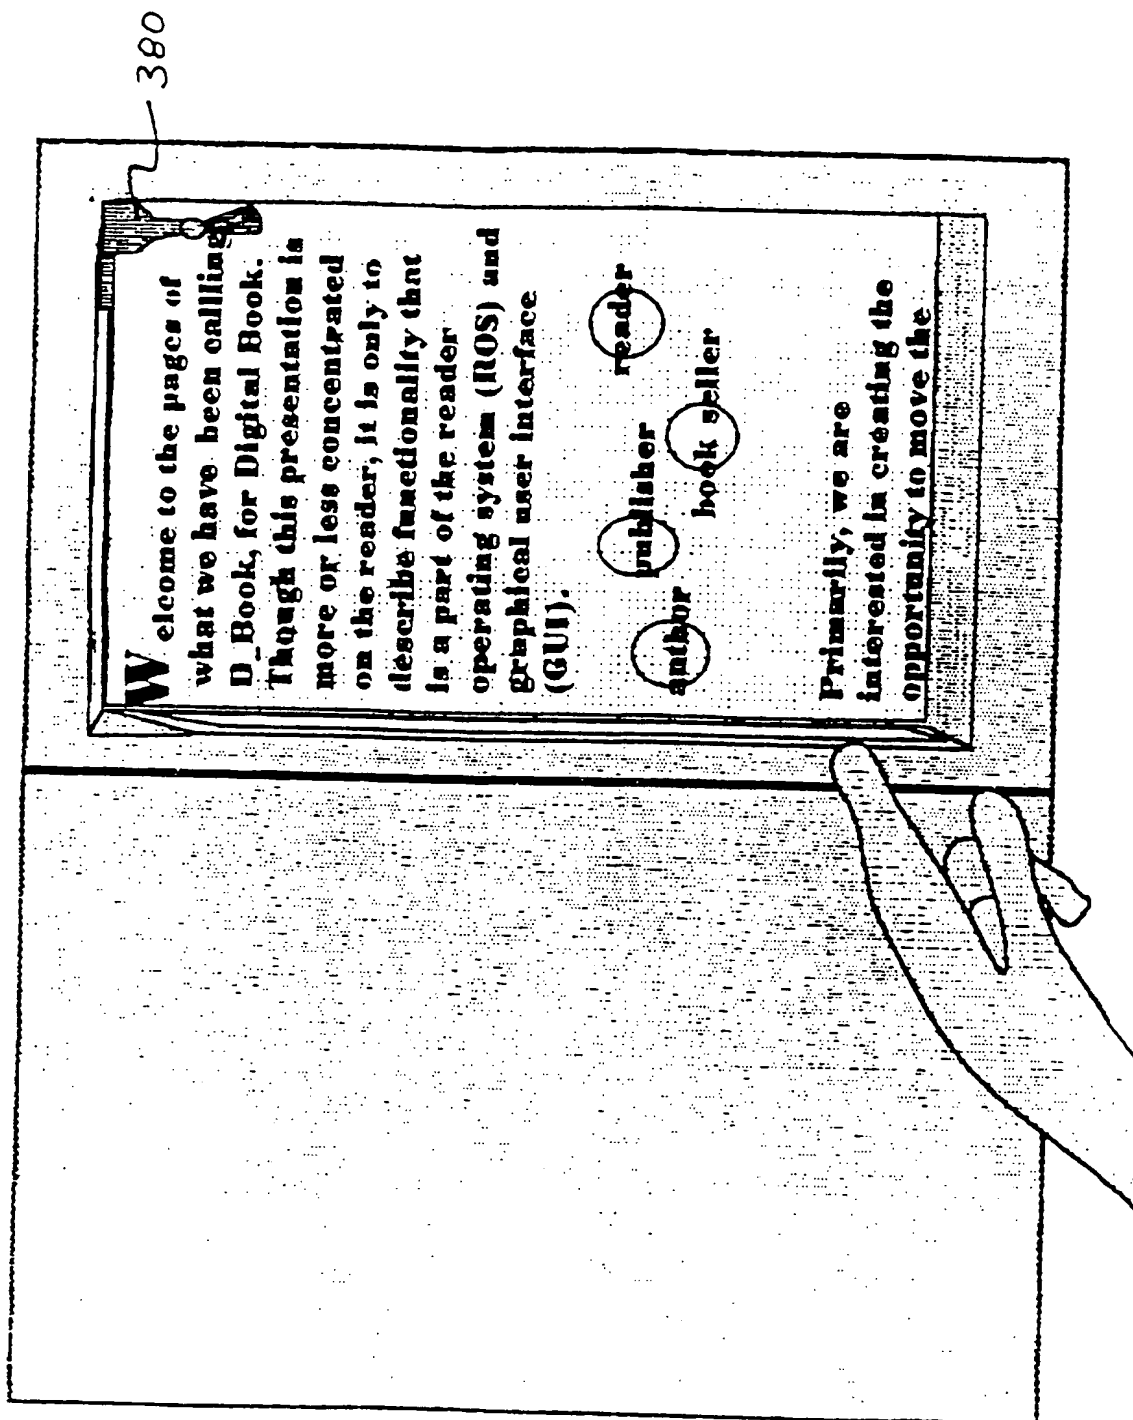 380
Welcome to the pages of
what we have been callling
D_Book, for Digital Book.
Though this presentation is
more or less concentrated
on the reader, it is only to
describe functionality that
is a part of the reader
operating system (ROS) and
graphical user interface
(GUI).
author
publisher
book seller
reader
Primarily, we are
interested in creating the
opportunity to move the